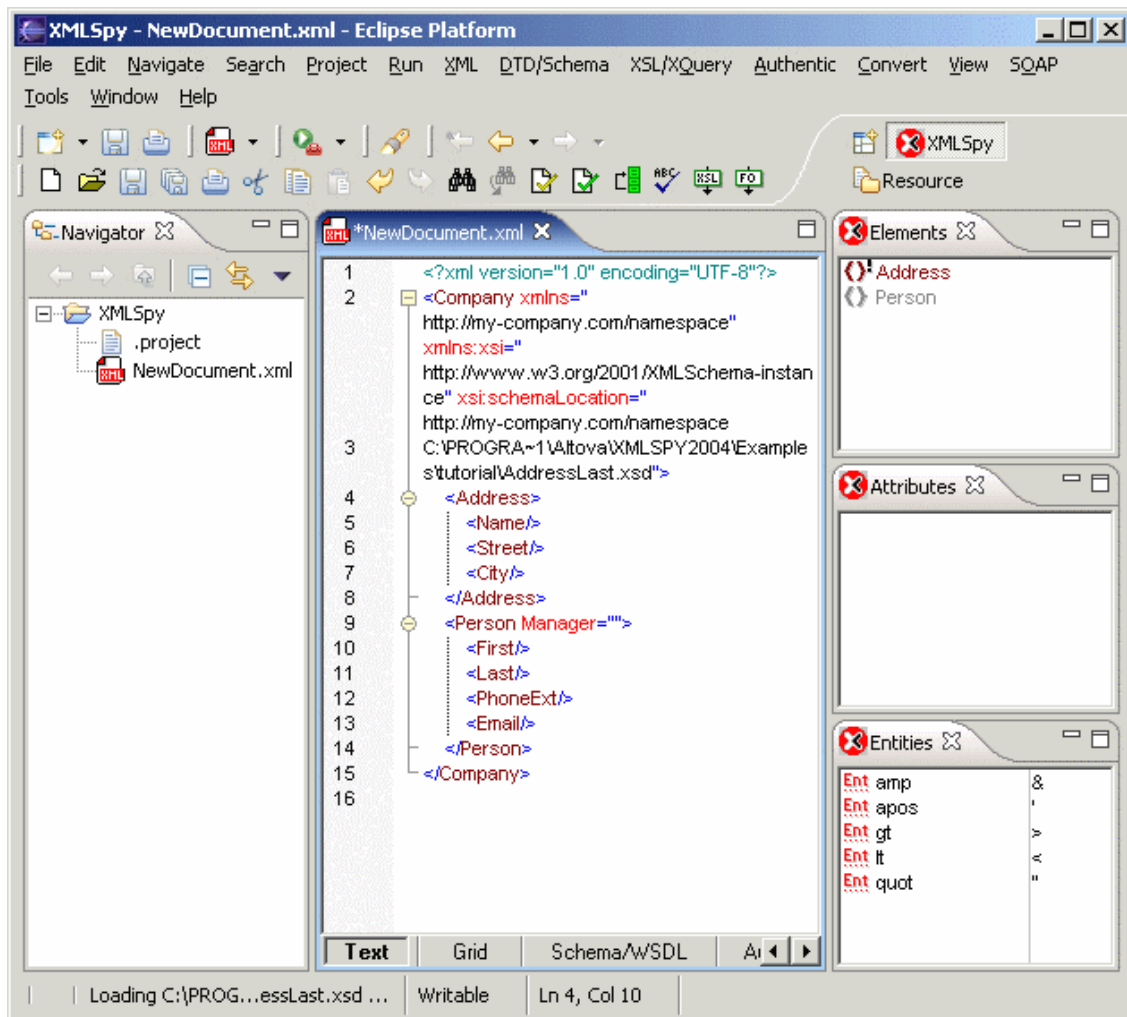 XMLSpy - NewDocument.xml - Eclipse Platform
File Edit Navigate Search Project Run XML DTD/Schema XSL/XQuery Authentic Convert View SOAP
Tools Window Help
XMLSpy
Resource
Navigator
XMLSpy
.project
NewDocument.xml
*NewDocument.xml
1 <?xml version="1.0" encoding="UTF-8"?>
2 <Company xmlns="
http://my-company.com/namespace"
xmlns:xsi="
http://www.w3.org/2001/XMLSchema-instan
ce" xsi:schemaLocation="
http://my-company.com/namespace
3 C:\PROGRA~1\Altova\XMLSPY2004\Example
s\tutorial\AddressLast.xsd">
4 <Address>
5 <Name/>
6 <Street/>
7 <City/>
8 </Address>
9 <Person Manager="">
10 <First/>
11 <Last/>
12 <PhoneExt/>
13 <Email/>
14 </Person>
15 </Company>
16
Text Grid Schema/WSDL
Elements
Address
Person
Attributes
Entities
Ent amp &
Ent apos '
Ent gt >
Ent lt <
Ent quot "
Loading C:\PROG...essLast.xsd ... Writable Ln 4, Col 10